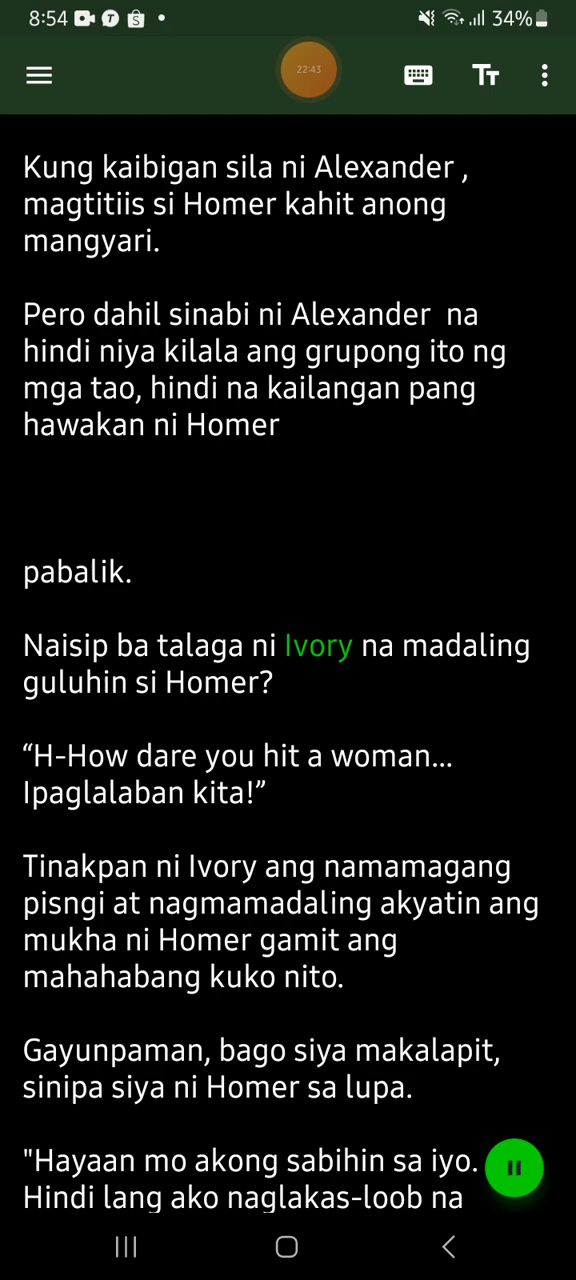 8:54
34%
22:43
Kung kaibigan sila ni Alexander ,
magtitiis si Homer kahit anong
mangyari.
Pero dahil sinabi ni Alexander  na
hindi niya kilala ang grupong ito ng
mga tao, hindi na kailangan pang
hawakan ni Homer
pabalik.
Naisip ba talaga ni Ivory na madaling
guluhin si Homer?
“H-How dare you hit a woman...
Ipaglalaban kita!”
Tinakpan ni Ivory ang namamagang
pisngi at nagmamadaling akyatin ang
mukha ni Homer gamit ang
mahahabang kuko nito.
Gayunpaman, bago siya makalapit,
sinipa siya ni Homer sa lupa.
"Hayaan mo akong sabihin sa iyo.
Hindi lang ako naglakas-loob na